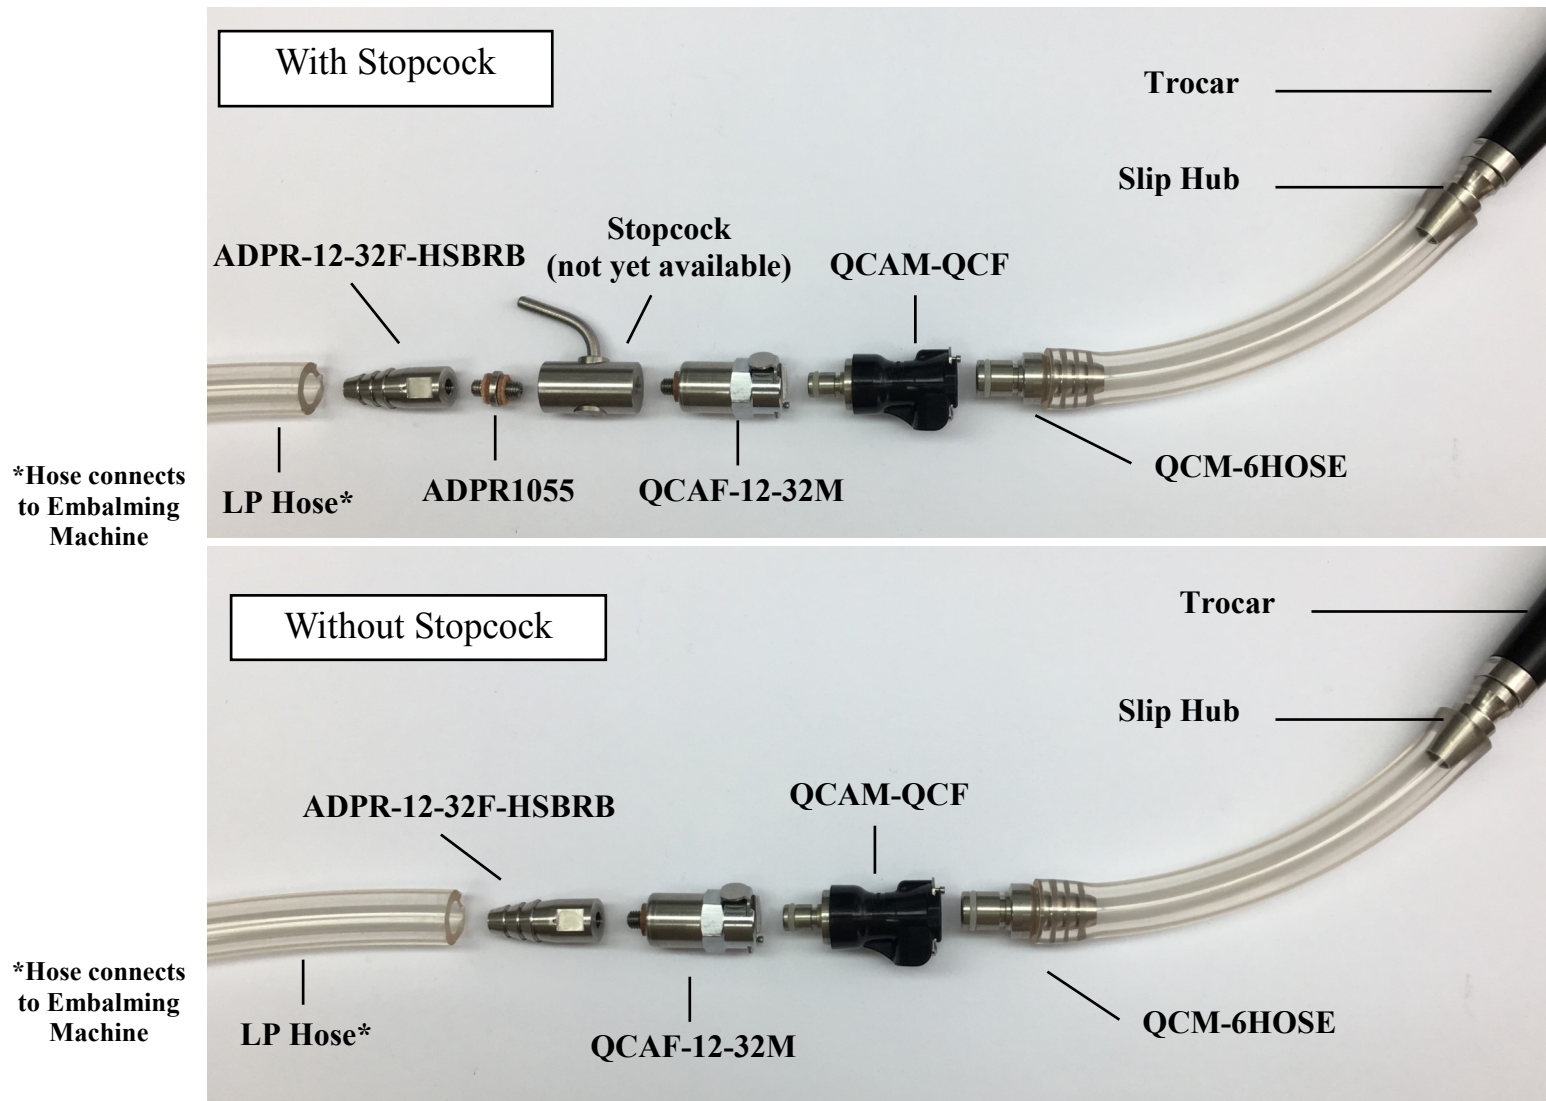 With Stopcock
Trocar
Slip Hub
Stopcock
(not yet available)
ADPR-12-32F-HSBRB
QCAM-QCF
*Hose connects
to Embalming
Machine
LP Hose*
ADPR1055
QCAF-12-32M
QCM-6HOSE
Without Stopcock
Trocar
Slip Hub
QCAM-QCF
ADPR-12-32F-HSBRB
*Hose connects
to Embalming
Machine
LP Hose*
QCAF-12-32M
QCM-6HOSE